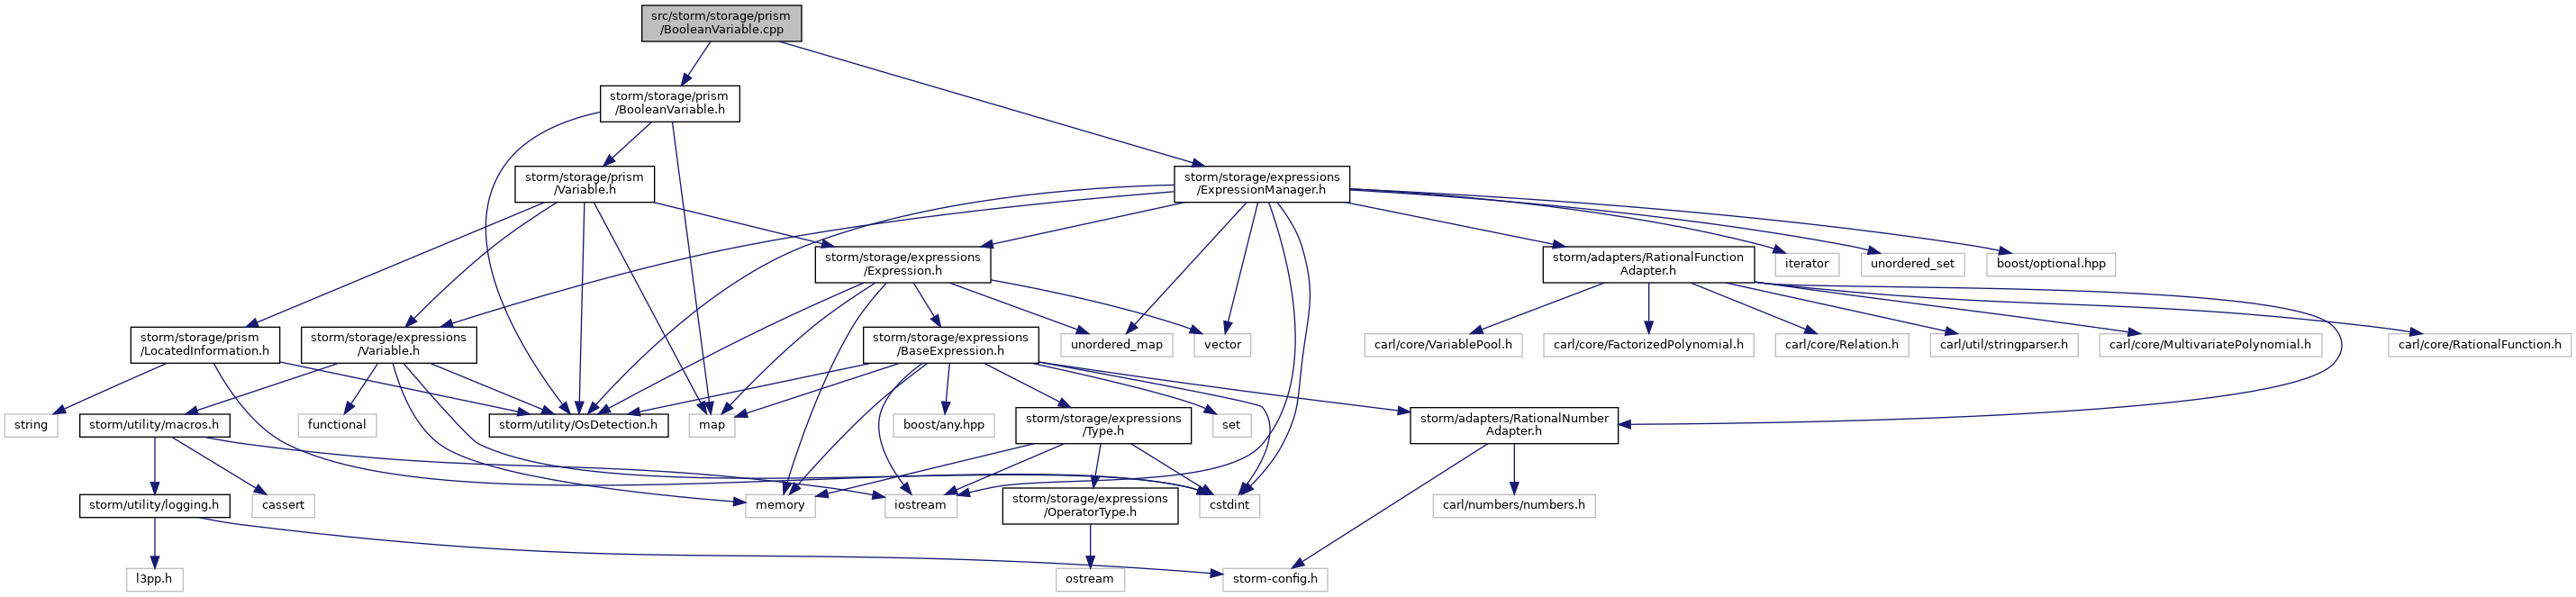 src/storm/storage/prism
/BooleanVariable.cpp
storm/storage/prism
/BooleanVariable.h
storm/storage/prism
/Variable.h
storm/storage/expressions
/ExpressionManager.h
storm/storage/expressions
/Expression.h
storm/adapters/RationalFunction
Adapter.h
iterator
unordered_set
boost/optional.hpp
storm/storage/prism
/LocatedInformation.h
storm/storage/expressions
/Variable.h
storm/storage/expressions
/BaseExpression.h
unordered_map
vector
carl/core/VariablePool.h
carl/core/FactorizedPolynomial.h
carl/core/Relation.h
carl/util/stringparser.h
carl/core/MultivariatePolynomial.h
carl/core/RationalFunction.h
string
storm/utility/macros.h
functional
storm/utility/OsDetection.h
map
boost/any.hpp
storm/storage/expressions
/Type.h
set
storm/adapters/RationalNumber
Adapter.h
storm/utility/logging.h
cassert
memory
iostream
storm/storage/expressions
/OperatorType.h
cstdint
carl/numbers/numbers.h
l3pp.h
ostream
storm-config.h